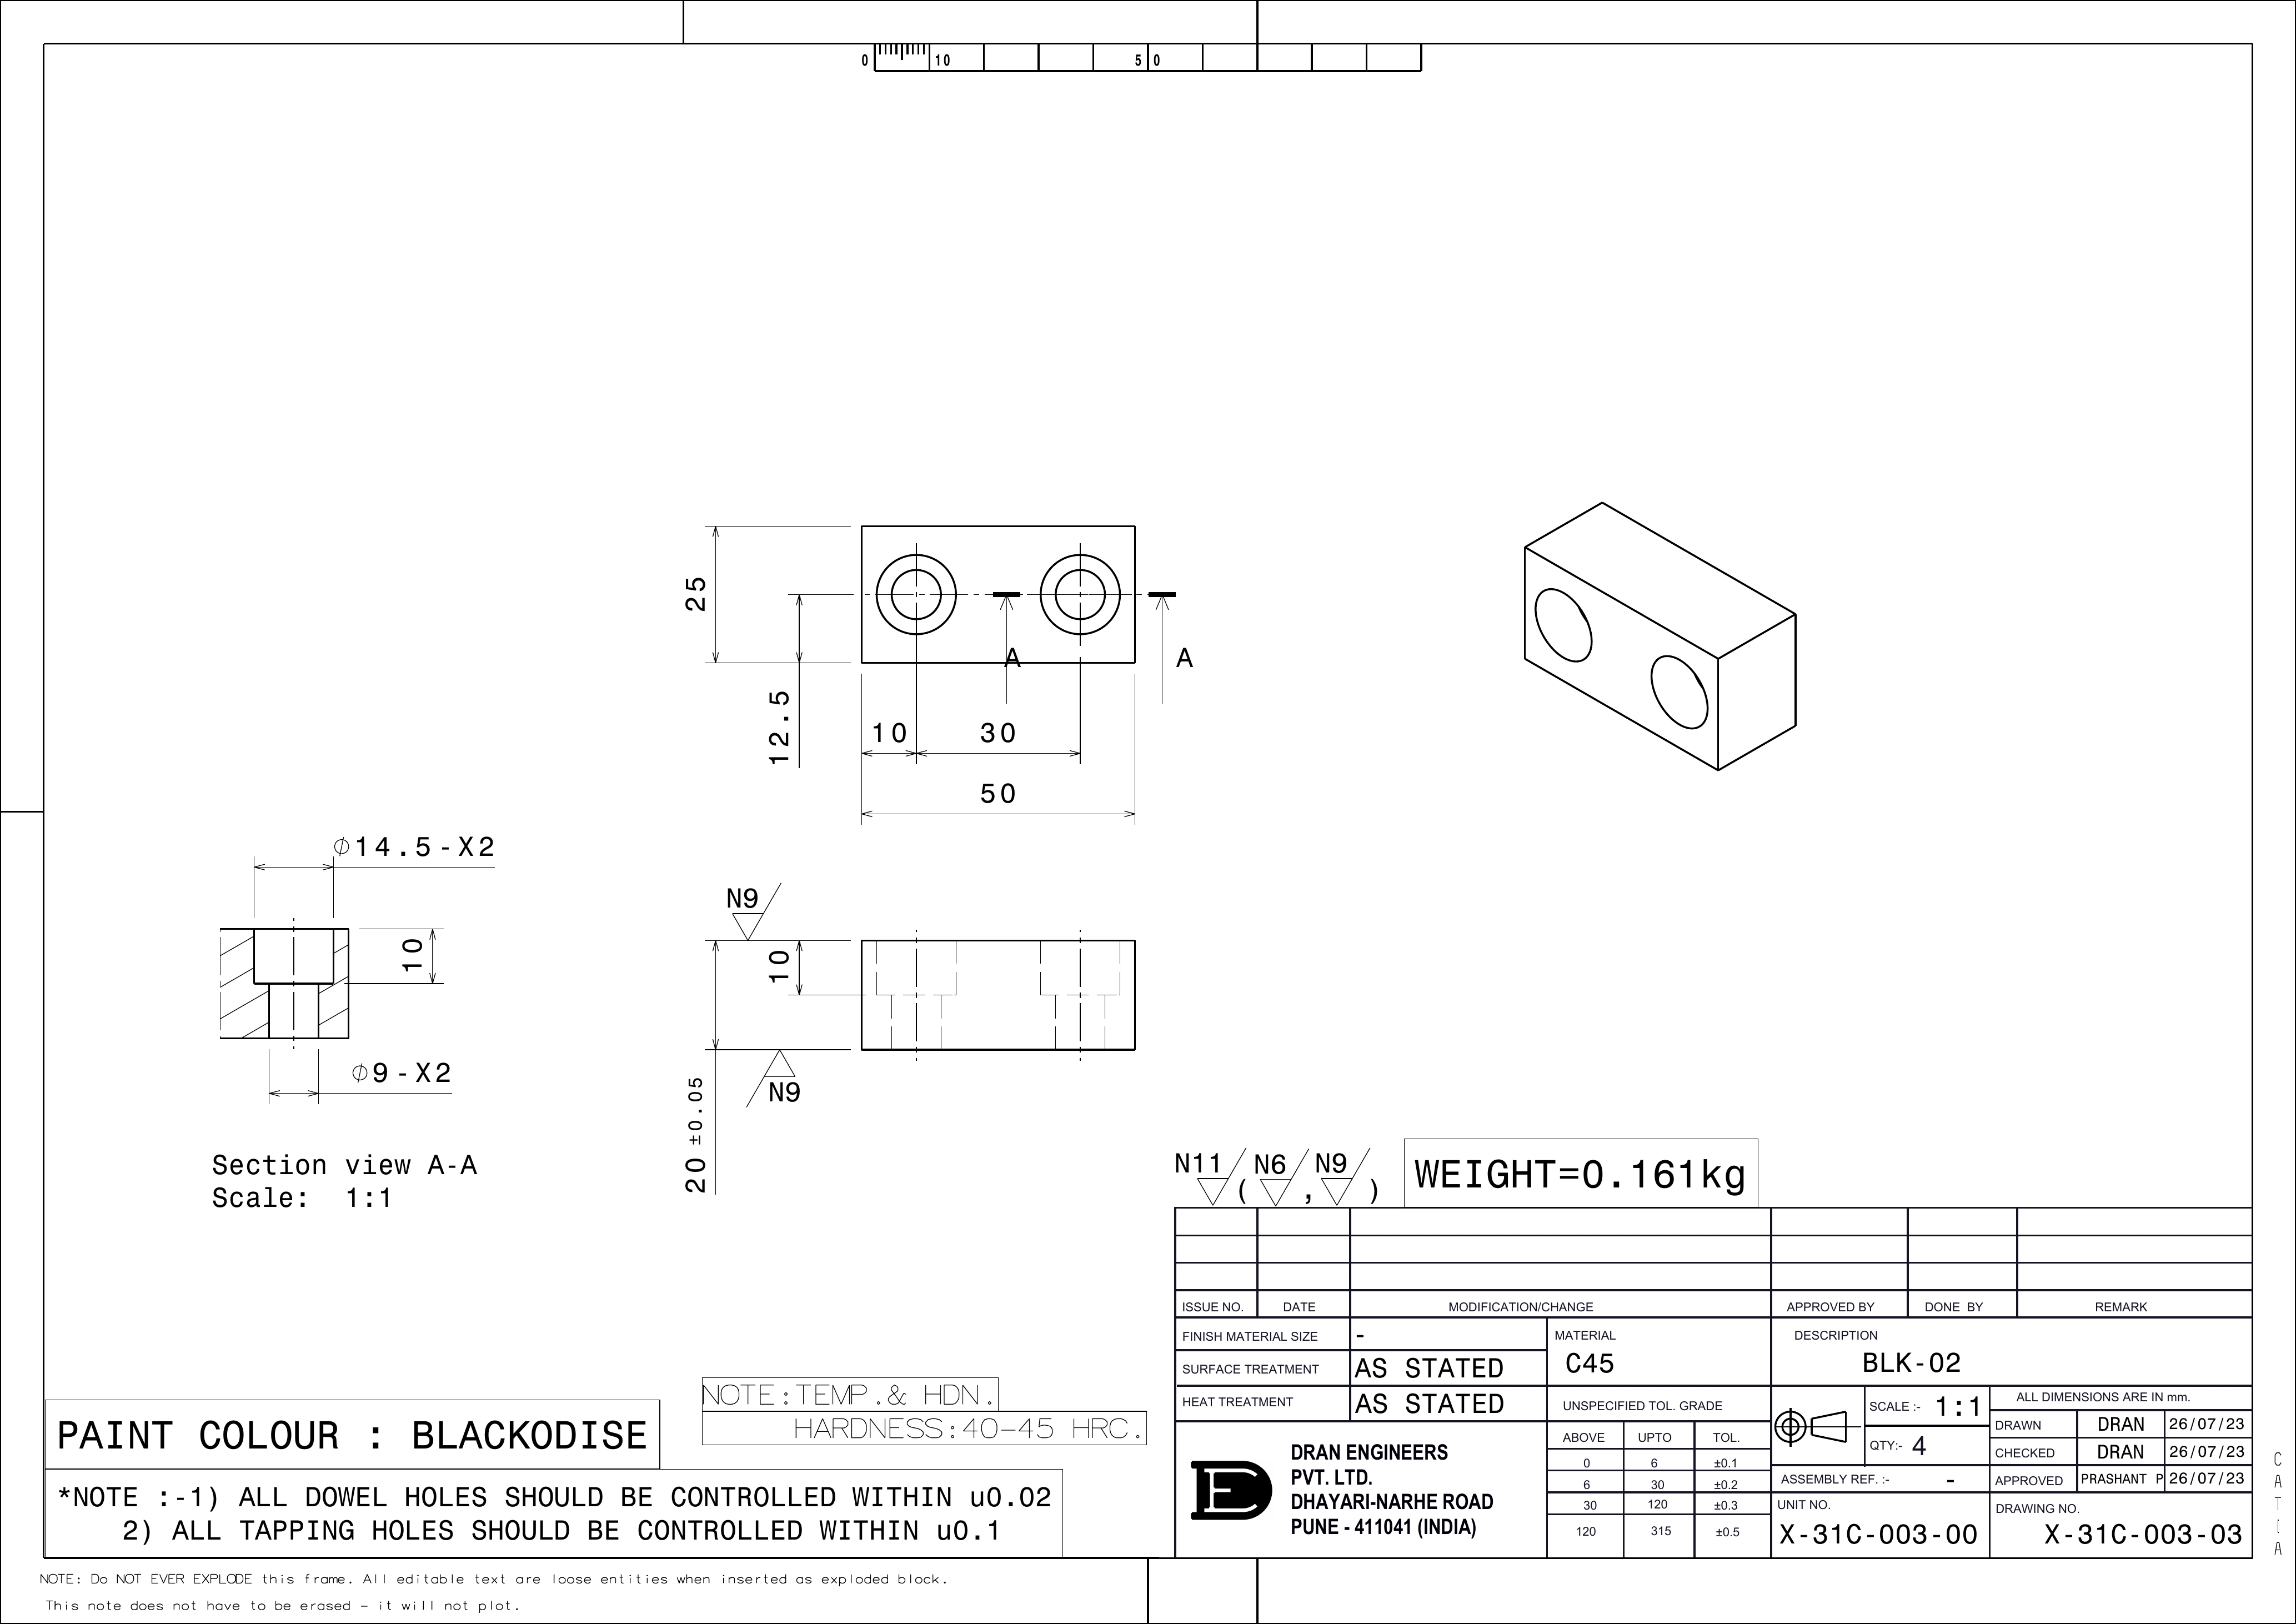 0 10 50
25
12.5
A A
10 30
50
⌀14.5-X2
10
⌀9-X2
Section view A-A
Scale: 1:1
N9
10
N9
20 ±0.05
N11 ( N6 , N9 )
WEIGHT=0.161kg
ISSUE NO. DATE MODIFICATION/CHANGE APPROVED BY DONE BY REMARK
FINISH MATERIAL SIZE -
SURFACE TREATMENT AS STATED
HEAT TREATMENT AS STATED
MATERIAL
C45
DESCRIPTION
BLK-02
UNSPECIFIED TOL. GRADE
ABOVE UPTO TOL.
0 6 ±0.1
6 30 ±0.2
30 120 ±0.3
120 315 ±0.5
SCALE :- 1:1
QTY:- 4
ALL DIMENSIONS ARE IN mm.
DRAWN DRAN 26/07/23
CHECKED DRAN 26/07/23
APPROVED PRASHANT P 26/07/23
ASSEMBLY REF. :- -
UNIT NO.
X-31C-003-00
DRAWING NO.
X-31C-003-03
DE
DRAN ENGINEERS
PVT. LTD.
DHAYARI-NARHE ROAD
PUNE - 411041 (INDIA)
NOTE:TEMP.& HDN.
HARDNESS:40-45 HRC.
PAINT COLOUR : BLACKODISE
*NOTE :-1) ALL DOWEL HOLES SHOULD BE CONTROLLED WITHIN u0.02
2) ALL TAPPING HOLES SHOULD BE CONTROLLED WITHIN u0.1
NOTE: Do NOT EVER EXPLODE this frame. All editable text are loose entities when inserted as exploded block.
This note does not have to be erased - it will not plot.
CATIA